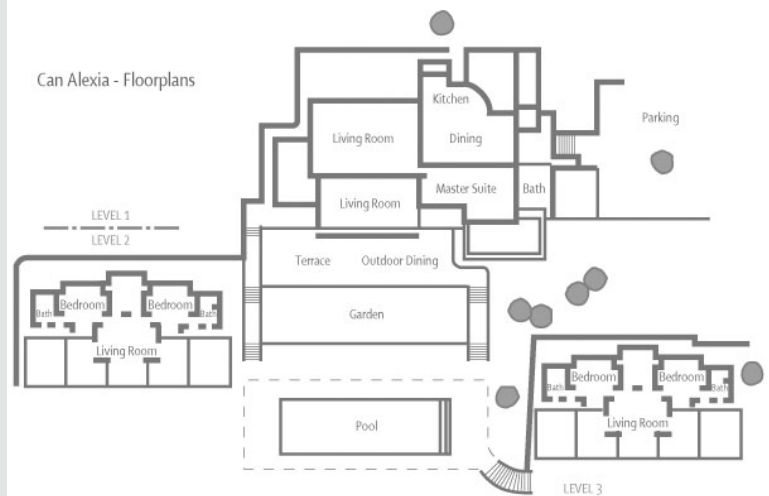 Can Alexia - Floorplans
Kitchen
Parking
Living Room
Dining
Master Suite
Bath
Living Room
LEVEL 1
LEVEL 2
Terrace
Outdoor Dining
Bedroom
Bedroom
Bath
Bath
Garden
Living Room
Bedroom
Bedroom
Bath
Bath
Pool
Living Room
LEVEL 3